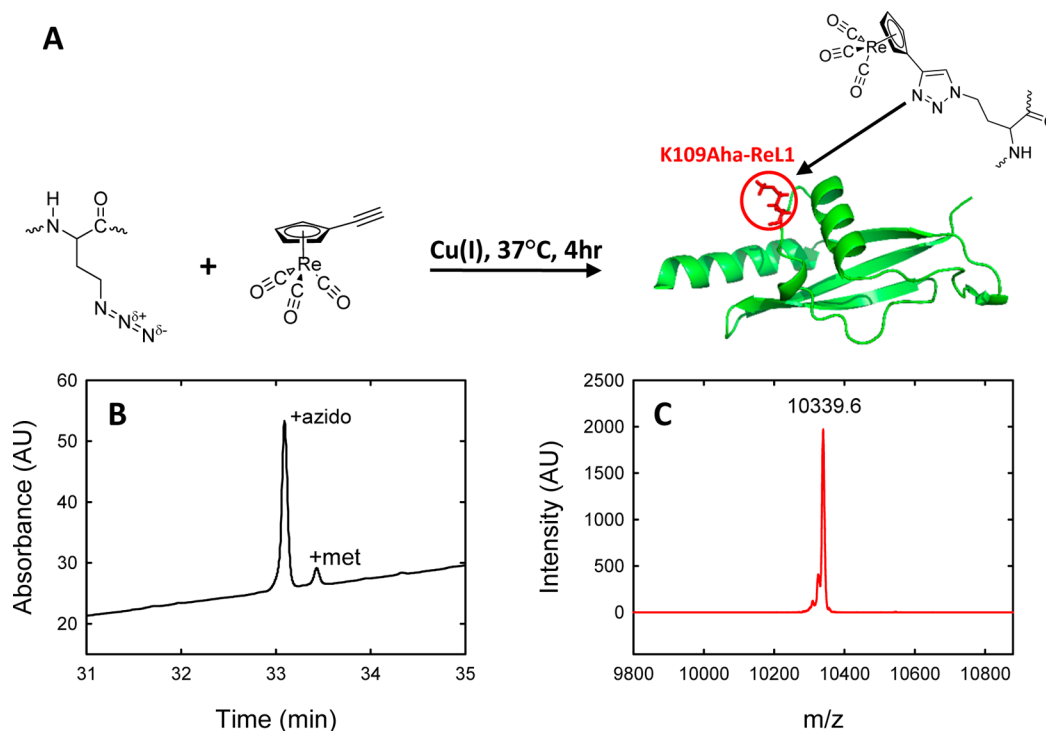 A
O≡C
O≡C
C
O
Re
N
N=N
N
O
NH
K109Aha-ReL1
H
N
O
N=N=N
δ+
δ-
+
Re
O≡C
C≡O
C
O
Cu(I), 37°C, 4hr
B
+azido
+met
60
50
40
30
20
Absorbance (AU)
31 32 33 34 35
Time (min)
C
10339.6
2500
2000
1500
1000
500
0
Intensity (AU)
9800 10000 10200 10400 10600 10800
m/z